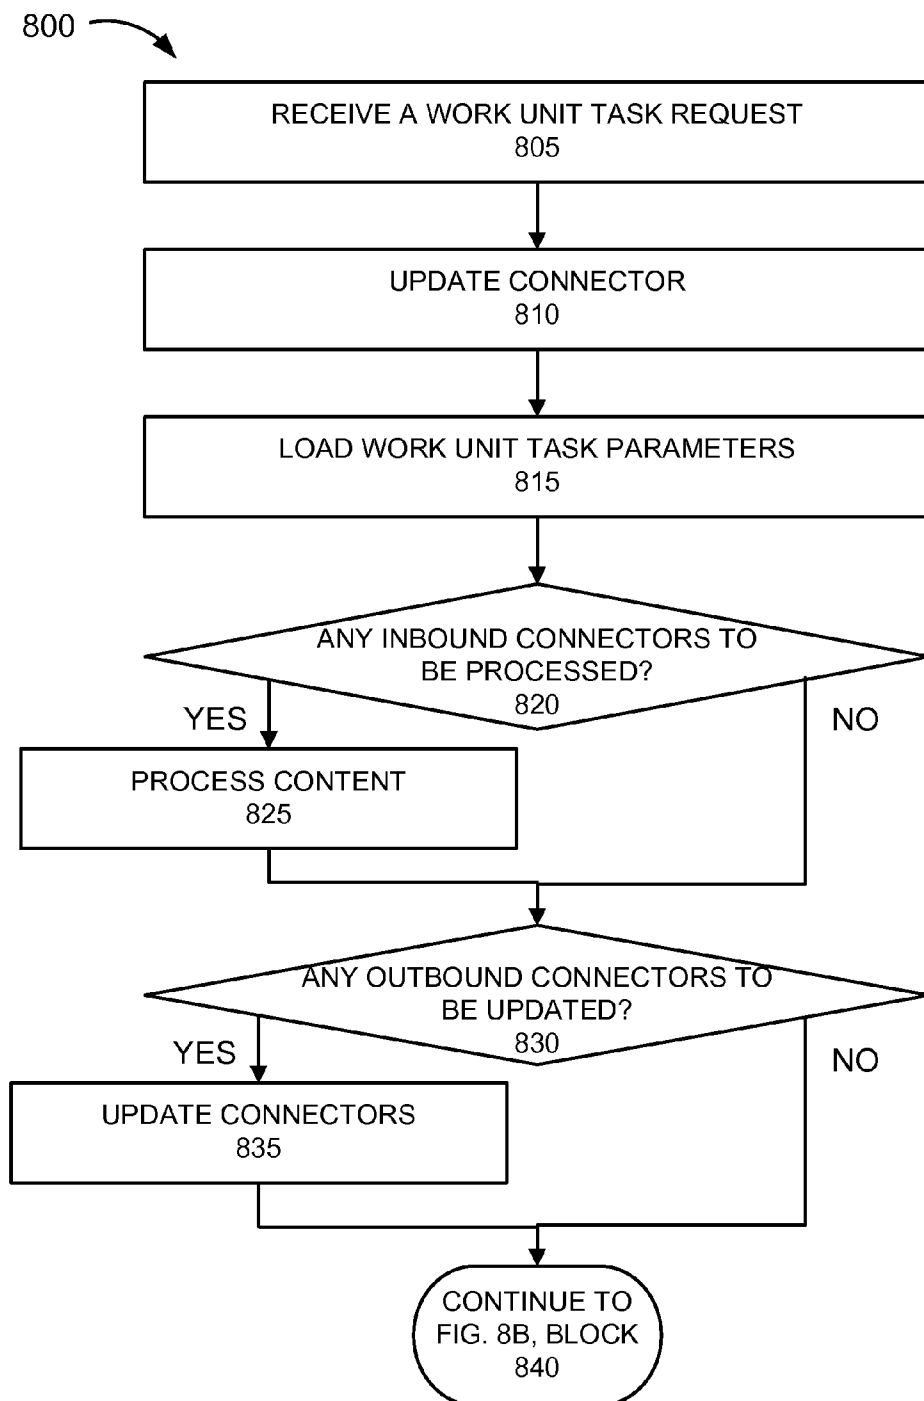 800
RECEIVE A WORK UNIT TASK REQUEST
805
UPDATE CONNECTOR
810
LOAD WORK UNIT TASK PARAMETERS
815
ANY INBOUND CONNECTORS TO
BE PROCESSED?
820
YES
NO
PROCESS CONTENT
825
ANY OUTBOUND CONNECTORS TO
BE UPDATED?
830
YES
NO
UPDATE CONNECTORS
835
CONTINUE TO
FIG. 8B, BLOCK
840